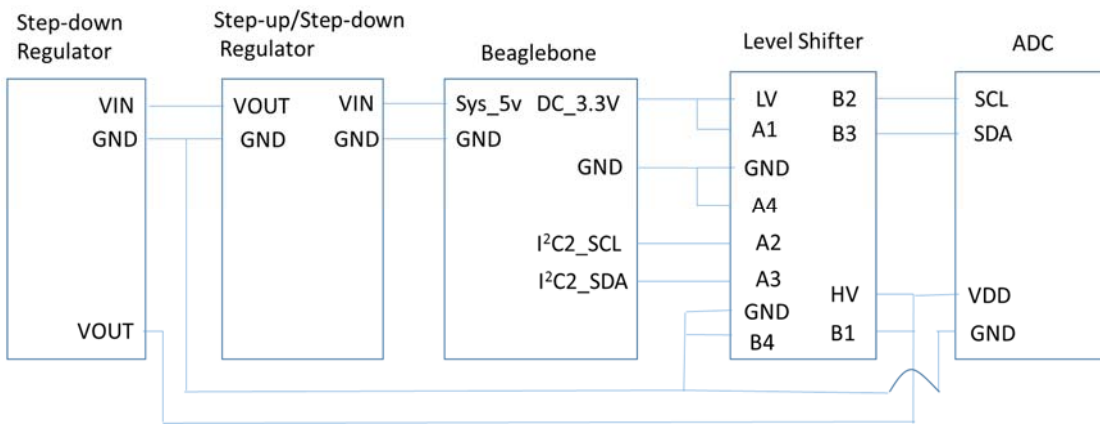 Step-down
Regulator
VIN
GND
VOUT
Step-up/Step-down
Regulator
VOUT VIN
GND GND
Beaglebone
Sys_5v DC_3.3V
GND
GND
I²C2_SCL
I²C2_SDA
Level Shifter
LV B2
A1 B3
GND
A4
A2
A3
HV
GND
B1
B4
ADC
SCL
SDA
VDD
GND